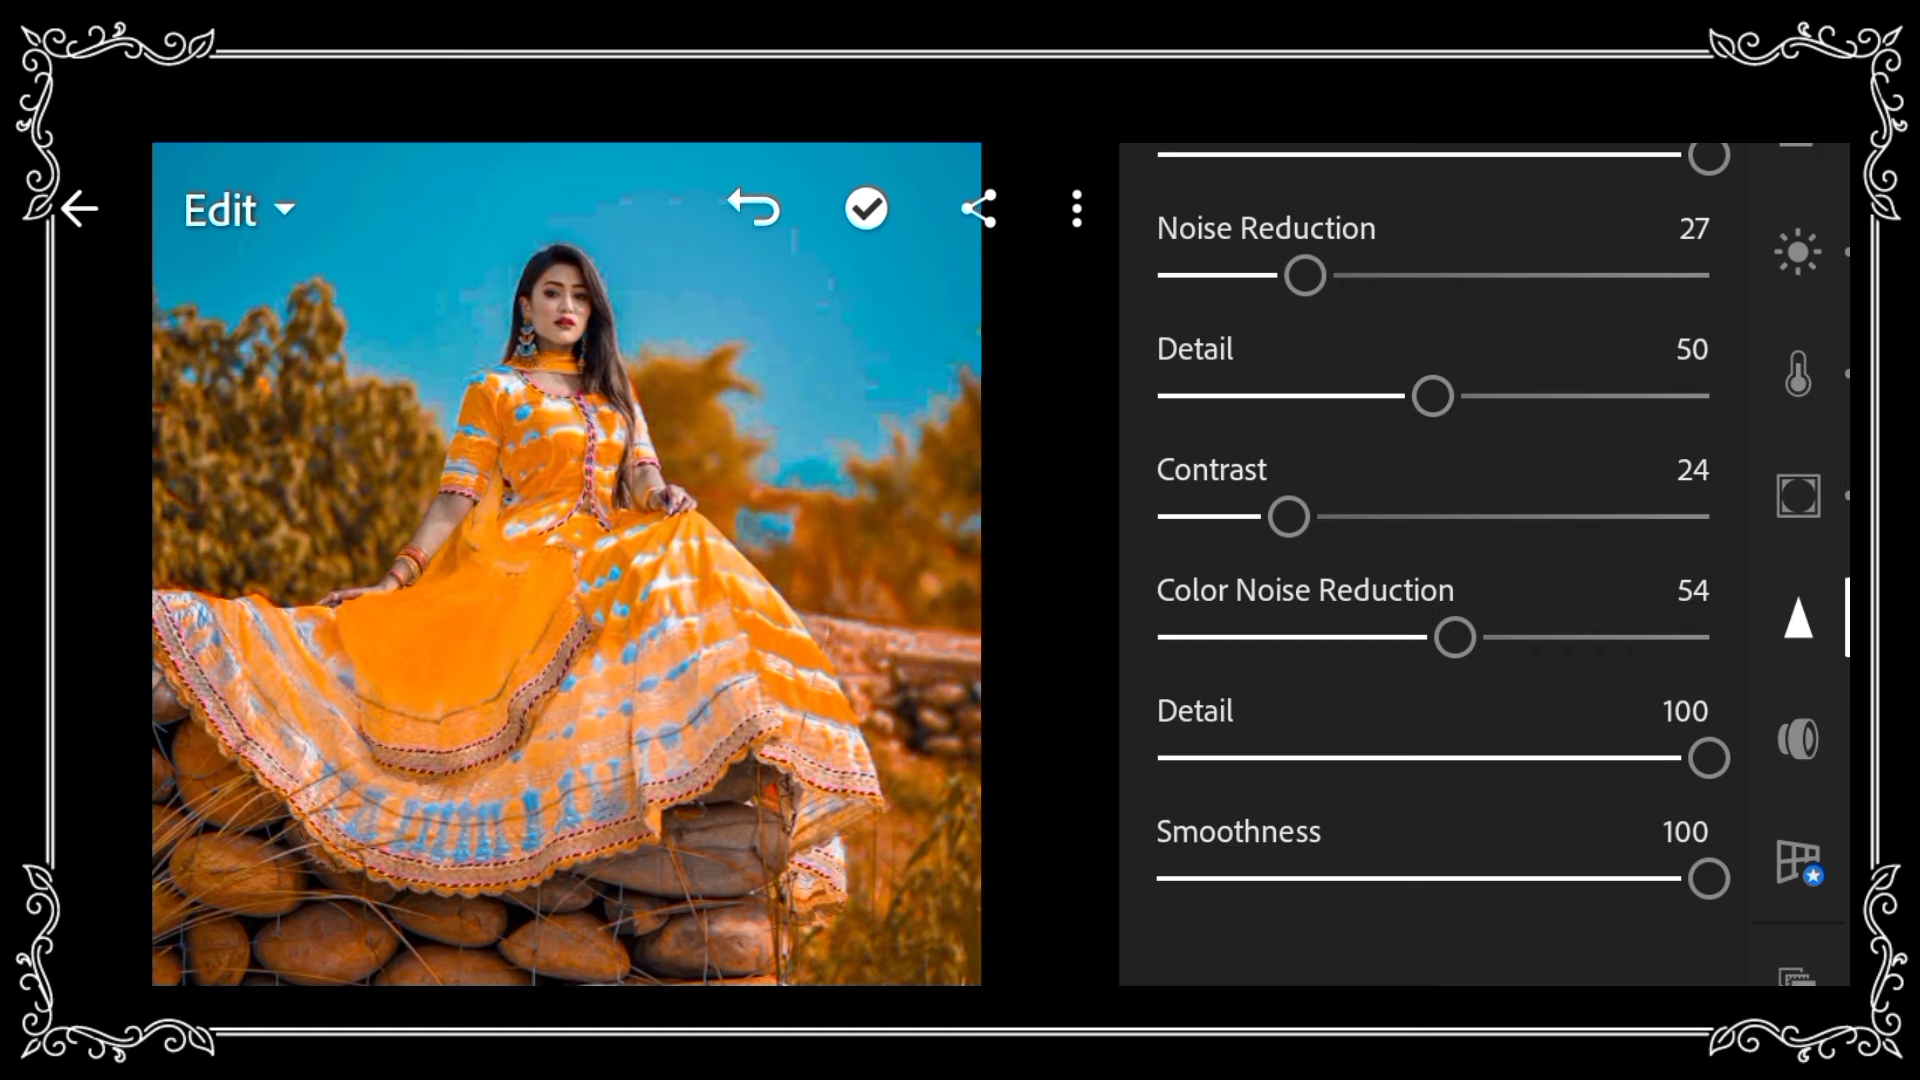 Edit
Noise Reduction 27
Detail 50
Contrast 24
Color Noise Reduction 54
Detail 100
Smoothness 100